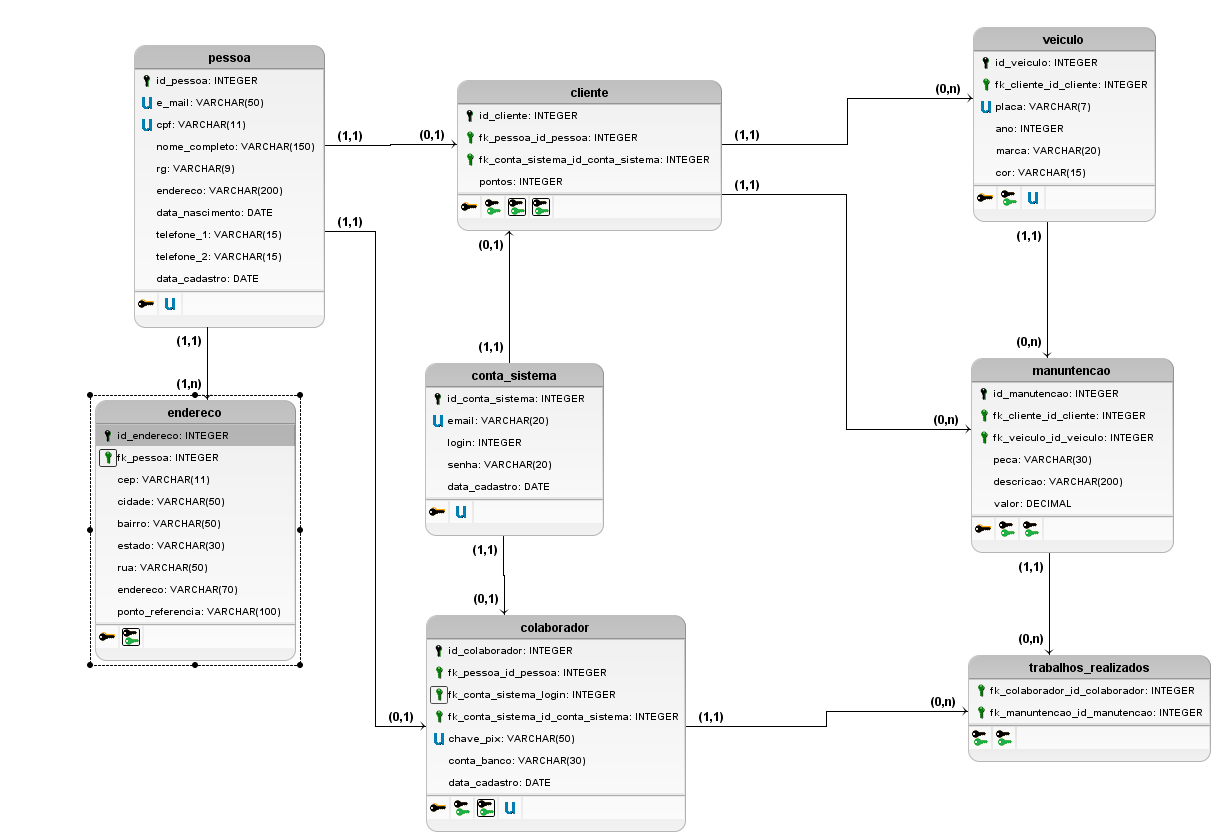 pessoa
id_pessoa: INTEGER
U e_mail: VARCHAR(50)
U cpf: VARCHAR(11)
nome_completo: VARCHAR(150)
rg: VARCHAR(9)
endereco: VARCHAR(200)
data_nascimento: DATE
telefone_1: VARCHAR(15)
telefone_2: VARCHAR(15)
data_cadastro: DATE
U
(1,1)
(0,1)
(1,1)
(1,1)
(1,n)
cliente
id_cliente: INTEGER
fk_pessoa_id_pessoa: INTEGER
fk_conta_sistema_id_conta_sistema: INTEGER
pontos: INTEGER
(1,1)
(0,n)
(1,1)
(0,n)
(0,1)
(1,1)
veiculo
id_veiculo: INTEGER
fk_cliente_id_cliente: INTEGER
U placa: VARCHAR(7)
ano: INTEGER
marca: VARCHAR(20)
cor: VARCHAR(15)
U
(1,1)
(0,n)
endereco
id_endereco: INTEGER
fk_pessoa: INTEGER
cep: VARCHAR(11)
cidade: VARCHAR(50)
bairro: VARCHAR(50)
estado: VARCHAR(30)
rua: VARCHAR(50)
endereco: VARCHAR(70)
ponto_referencia: VARCHAR(100)
conta_sistema
id_conta_sistema: INTEGER
U email: VARCHAR(20)
login: INTEGER
senha: VARCHAR(20)
data_cadastro: DATE
U
(1,1)
(0,1)
manuntencao
id_manutencao: INTEGER
fk_cliente_id_cliente: INTEGER
fk_veiculo_id_veiculo: INTEGER
peca: VARCHAR(30)
descricao: VARCHAR(200)
valor: DECIMAL
(1,1)
(0,n)
colaborador
id_colaborador: INTEGER
fk_pessoa_id_pessoa: INTEGER
fk_conta_sistema_login: INTEGER
fk_conta_sistema_id_conta_sistema: INTEGER
U chave_pix: VARCHAR(50)
conta_banco: VARCHAR(30)
data_cadastro: DATE
U
(0,1)
(1,1)
(0,n)
trabalhos_realizados
fk_colaborador_id_colaborador: INTEGER
fk_manuntencao_id_manutencao: INTEGER